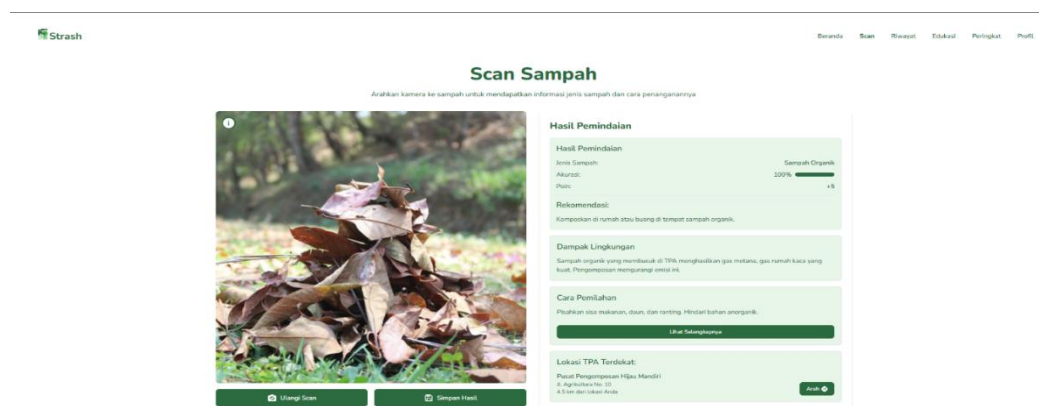 Strash
Beranda Scan Riwayat Edukasi Peringkat Profil
Scan Sampah
Arahkan kamera ke sampah untuk mendapatkan informasi jenis sampah dan cara penanganannya
Hasil Pemindaian
Hasil Pemindaian
Jenis Sampah: Sampah Organik
Akurasi: 100%
Poin: +5
Rekomendasi:
Komposkan di rumah atau buang di tempat sampah organik.
Dampak Lingkungan
Sampah organik yang membusuk di TPA menghasilkan gas metana, gas rumah kaca yang
kuat. Pengomposan mengurangi emisi ini.
Cara Pemilahan
Pisahkan sisa makanan, daun, dan ranting. Hindari bahan anorganik.
Lihat Selengkapnya
Lokasi TPA Terdekat:
Pusat Pengomposan Hijau Mandiri
Jl. Agrikultura No. 10
4.5 km dari lokasi Anda
Arah
Ulangi Scan
Simpan Hasil